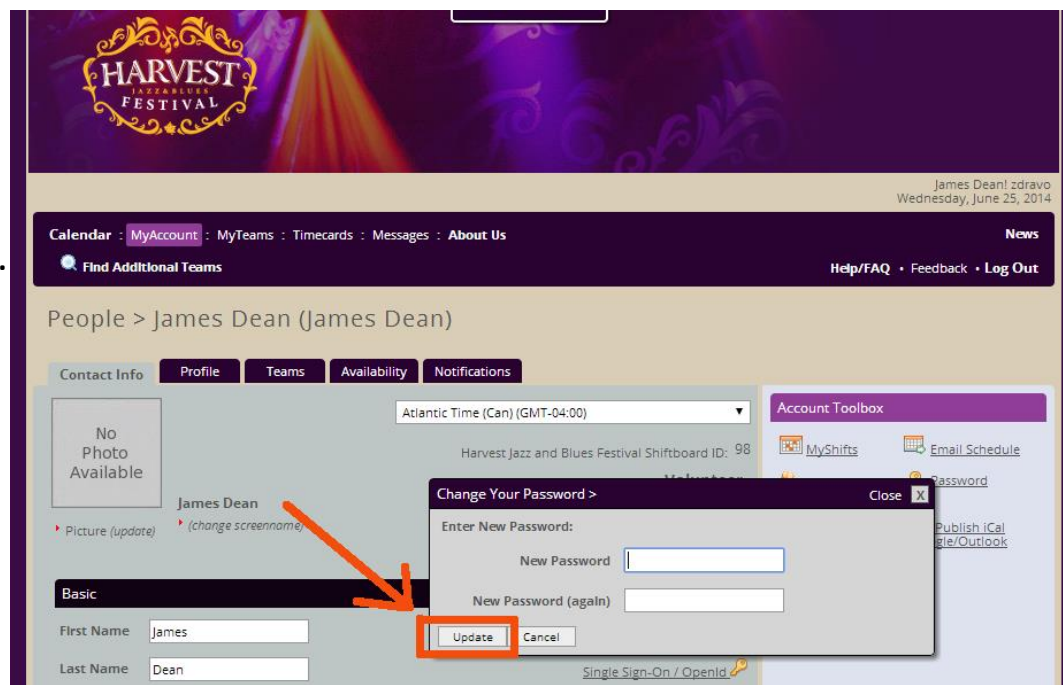 HARVEST
JAZZ & BLUES
FESTIVAL
James Dean! zdravo
Wednesday, June 25, 2014
Calendar : MyAccount : MyTeams : Timecards : Messages : About Us
News
Find Additional Teams
Help/FAQ • Feedback • Log Out
People > James Dean (James Dean)
Contact Info Profile Teams Availability Notifications
No
Photo
Available
Atlantic Time (Can) (GMT-04:00)
Harvest Jazz and Blues Festival Shiftboard ID: 98
James Dean
Picture (update)
(change screenname)
Account Toolbox
MyShifts
Email Schedule
Password
Publish iCal
gle/Outlook
Change Your Password >
Close X
Enter New Password:
New Password
New Password (again)
Update Cancel
Basic
First Name James
Last Name Dean
Single Sign-On / OpenId